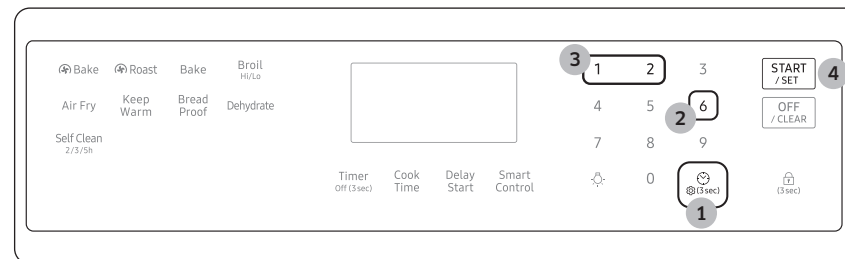 Bake Roast Bake Broil
Hi/Lo
Air Fry Keep Warm Bread Proof Dehydrate
Self Clean
2/3/5h
Timer
Off (3 sec)
Cook Time
Delay Start
Smart Control
3
1 2 3
4 5 6
2
7 8 9
0
(3 sec)
1
START
/ SET
4
OFF
/ CLEAR
(3 sec)